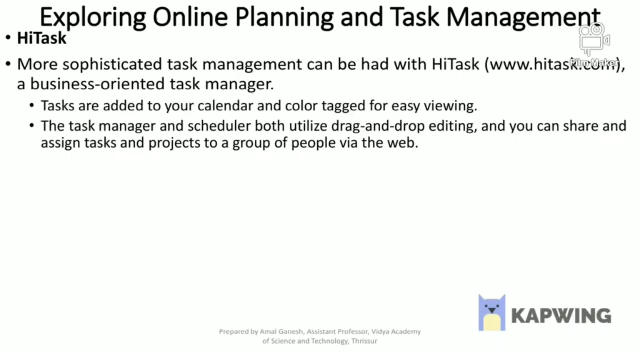 Exploring Online Planning and Task Management
• HiTask
• More sophisticated task management can be had with HiTask (www.hitask.com),
a business-oriented task manager.
• Tasks are added to your calendar and color tagged for easy viewing.
• The task manager and scheduler both utilize drag-and-drop editing, and you can share and
assign tasks and projects to a group of people via the web.
Prepared by Amal Ganesh, Assistant Professor, Vidya Academy
of Science and Technology, Thrissur
KAPWING